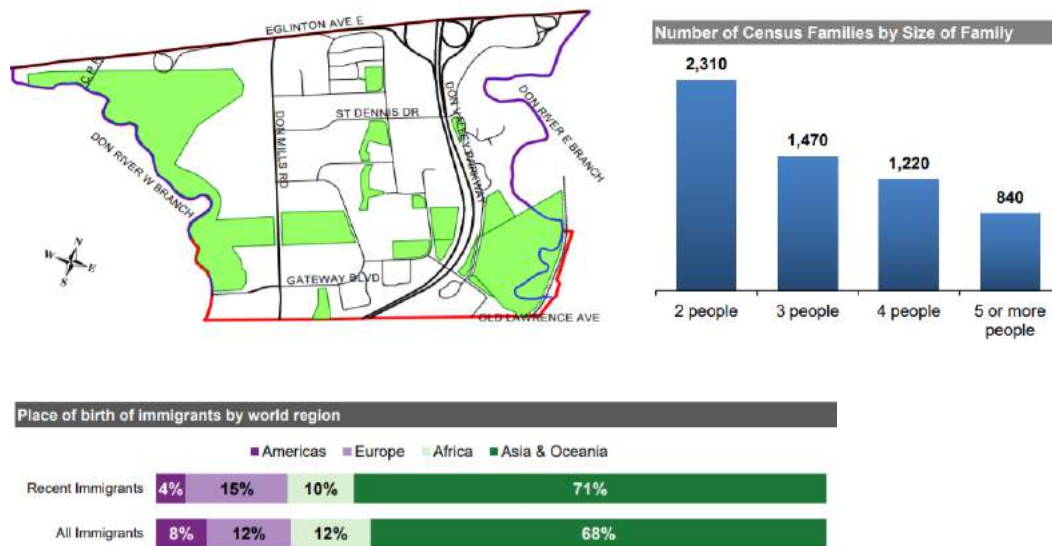 EGLINTON AVE E
C.P.R
ST DENNIS DR
DON MILLS RD
DON VALLEY PARKWAY
DON RIVER E BRANCH
DON RIVER W BRANCH
N
W E
S
GATEWAY BLVD
OLD LAWRENCE AVE
Number of Census Families by Size of Family
2,310
1,470
1,220
840
2 people 3 people 4 people 5 or more
people
Place of birth of immigrants by world region
Americas Europe Africa Asia & Oceania
Recent Immigrants 4% 15% 10% 71%
All Immigrants 8% 12% 12% 68%